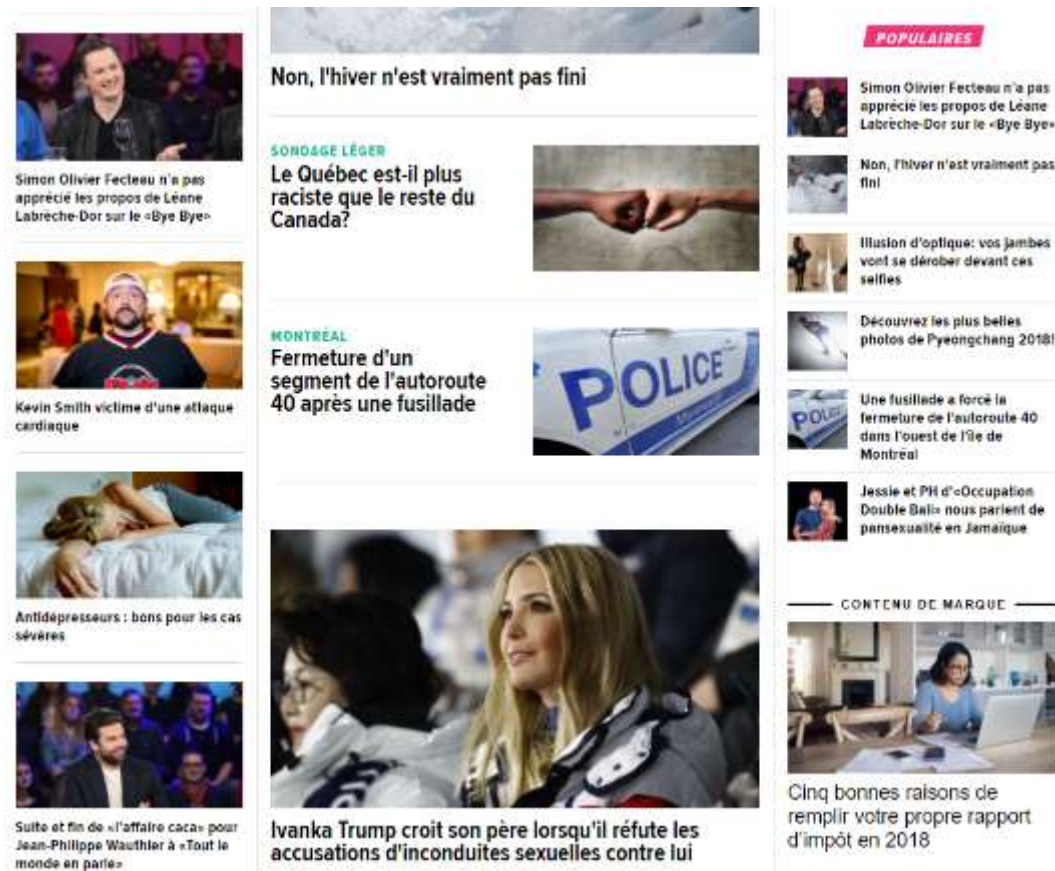 Simon Olivier Fecteau n'a pas
apprécié les propos de Léane
Labrèche-Dor sur le «Bye Bye»
Kevin Smith victime d'une attaque
cardiaque
Antidépresseurs : bons pour les cas
sévères
Suite et fin de «l'affaire caca» pour
Jean-Philippe Wauthier à «Tout le
monde en parle»
Non, l'hiver n'est vraiment pas fini
SONDAGE LÉGER
Le Québec est-il plus
raciste que le reste du
Canada?
MONTRÉAL
Fermeture d'un
segment de l'autoroute
40 après une fusillade
POLICE
Ivanka Trump croit son père lorsqu'il réfute les
accusations d'inconduites sexuelles contre lui
POPULAIRES
Simon Olivier Fecteau n'a pas
apprécié les propos de Léane
Labrèche-Dor sur le «Bye Bye»
Non, l'hiver n'est vraiment pas
fini
Illusion d'optique: vos jambes
vont se dérober devant ces
selfies
Découvrez les plus belles
photos de Pyeongchang 2018!
Une fusillade a forcé la
fermeture de l'autoroute 40
dans l'ouest de l'île de
Montréal
Jessie et PH d'«Occupation
Double Bali» nous parlent de
pansexualité en Jamaïque
CONTENU DE MARQUE
Cinq bonnes raisons de
remplir votre propre rapport
d'impôt en 2018